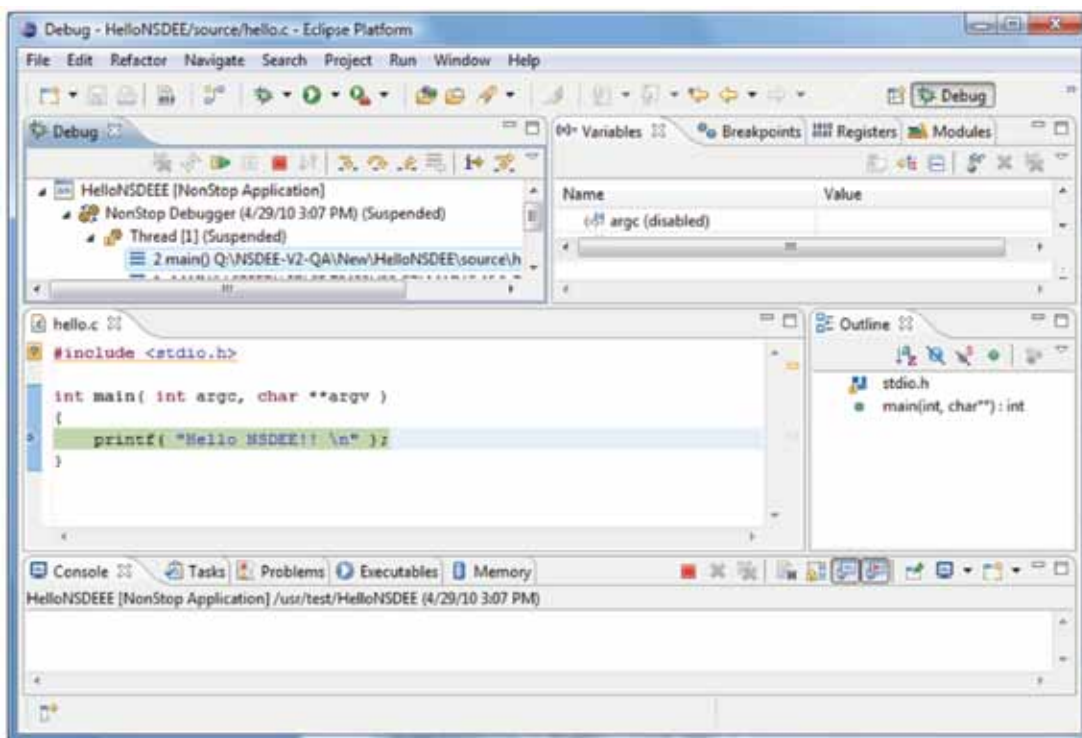 Debug - HelloNSDEE/source/hello.c - Eclipse Platform
File Edit Refactor Navigate Search Project Run Window Help
Debug
Debug
HelloNSDEEE [NonStop Application]
NonStop Debugger (4/29/10 3:07 PM) (Suspended)
Thread [1] (Suspended)
2 main() Q:\NSDEE-V2-QA\New\HelloNSDEE\source\h
(x)= Variables Breakpoints Registers Modules
Name Value
argc (disabled)
hello.c
#include <stdio.h>
int main( int argc, char **argv )
{
printf( "Hello NSDEE!! \n" );
}
Outline
stdio.h
main(int, char**) : int
Console Tasks Problems Executables Memory
HelloNSDEEE [NonStop Application] /usr/test/HelloNSDEE (4/29/10 3:07 PM)